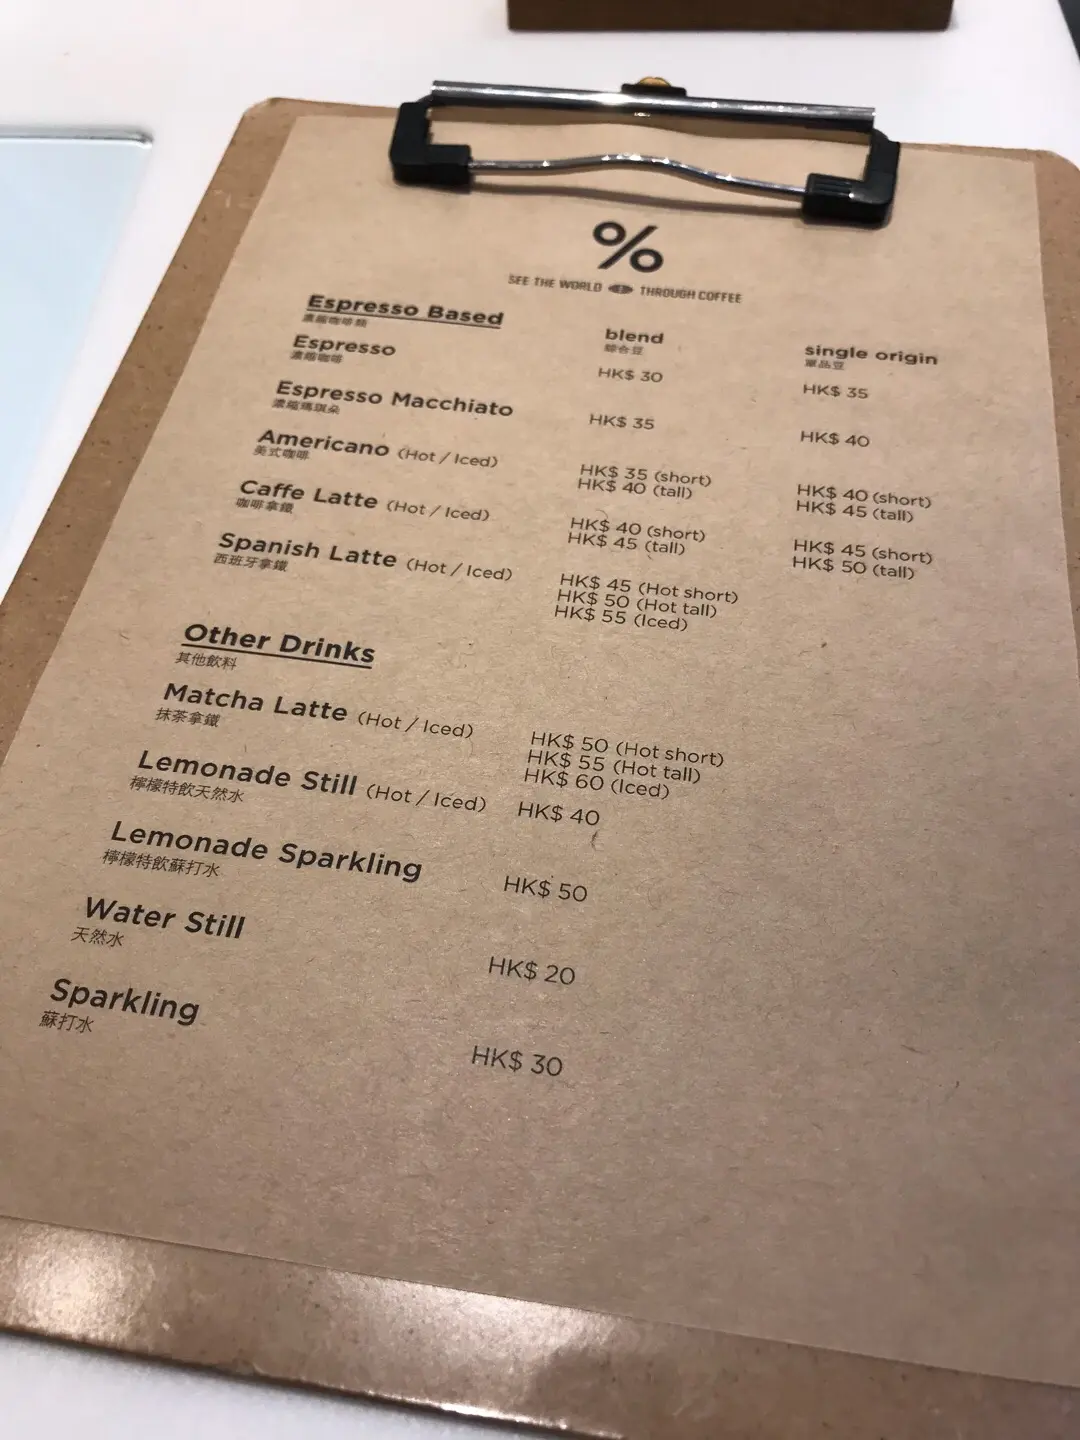 %
SEE THE WORLD THROUGH COFFEE
Espresso Based
濃縮咖啡類
blend
綜合豆
single origin
單品豆
Espresso HK$ 30 HK$ 35
濃縮咖啡
Espresso Macchiato HK$ 35 HK$ 40
濃縮瑪琪朵
Americano (Hot / Iced) HK$ 35 (short) HK$ 40 (short)
美式咖啡 HK$ 40 (tall) HK$ 45 (tall)
Caffe Latte (Hot / Iced) HK$ 40 (short) HK$ 45 (short)
咖啡拿鐵 HK$ 45 (tall) HK$ 50 (tall)
Spanish Latte (Hot / Iced) HK$ 45 (Hot short)
西班牙拿鐵 HK$ 50 (Hot tall)
HK$ 55 (Iced)
Other Drinks
其他飲料
Matcha Latte (Hot / Iced) HK$ 50 (Hot short)
抹茶拿鐵 HK$ 55 (Hot tall)
HK$ 60 (Iced)
Lemonade Still (Hot / Iced) HK$ 40
檸檬特飲天然水
Lemonade Sparkling HK$ 50
檸檬特飲蘇打水
Water Still HK$ 20
天然水
Sparkling HK$ 30
蘇打水